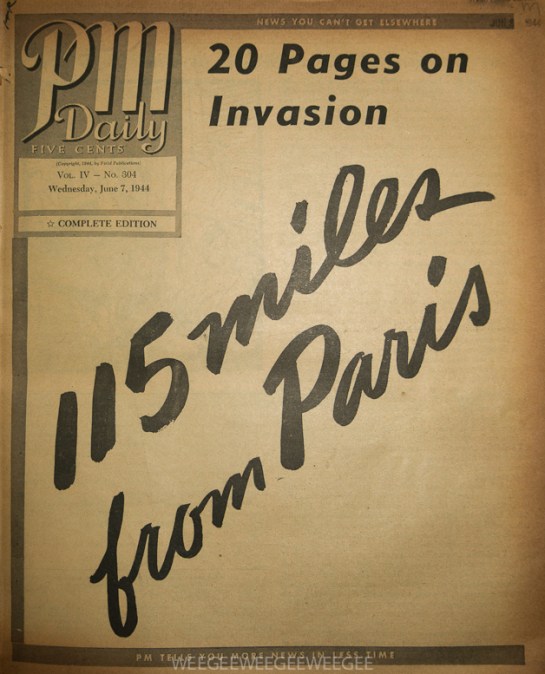 NEWS YOU CAN'T GET ELSEWHERE
PM
Daily
FIVE CENTS
(Copyright, 1944, by Field Publications)
VOL. IV — No. 304
Wednesday, June 7, 1944
☆ COMPLETE EDITION
20 Pages on
Invasion
115 miles
from Paris
PM TELLS YOU MORE NEWS IN LESS TIME
WEEGEEWEEGEEWEEGEE